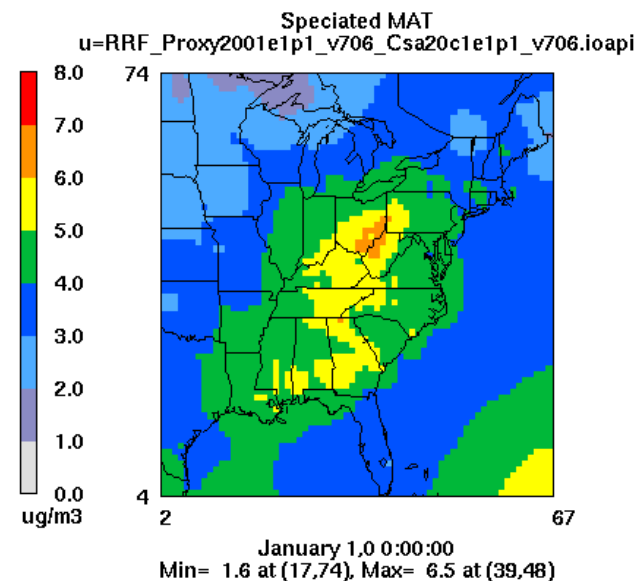 Speciated MAT
u=RRF_Proxy2001e1p1_v706_Csa20c1e1p1_v706.ioapi
74
8.0
7.0
6.0
5.0
4.0
3.0
2.0
1.0
0.0
ug/m3
4
2
67
January 1,0 0:00:00
Min= 1.6 at (17,74), Max= 6.5 at (39,48)